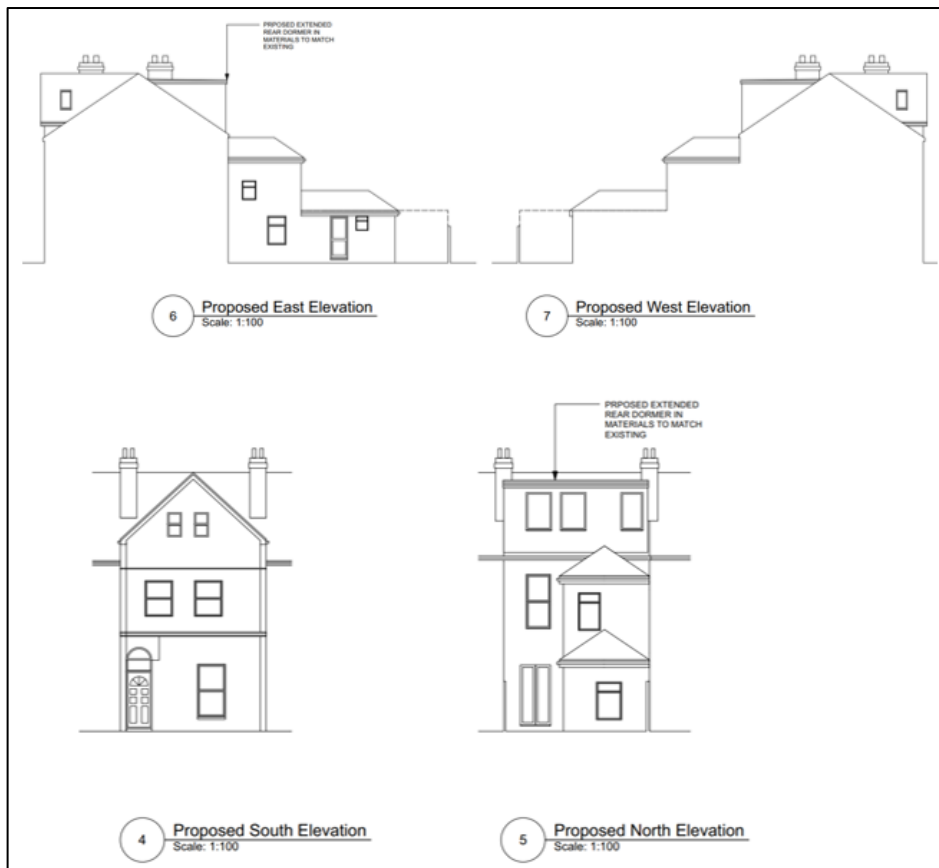 PRPOSED EXTENDED
REAR DORMER IN
MATERIALS TO MATCH
EXISTING
6
Proposed East Elevation
Scale: 1:100
7
Proposed West Elevation
Scale: 1:100
PRPOSED EXTENDED
REAR DORMER IN
MATERIALS TO MATCH
EXISTING
4
Proposed South Elevation
Scale: 1:100
5
Proposed North Elevation
Scale: 1:100